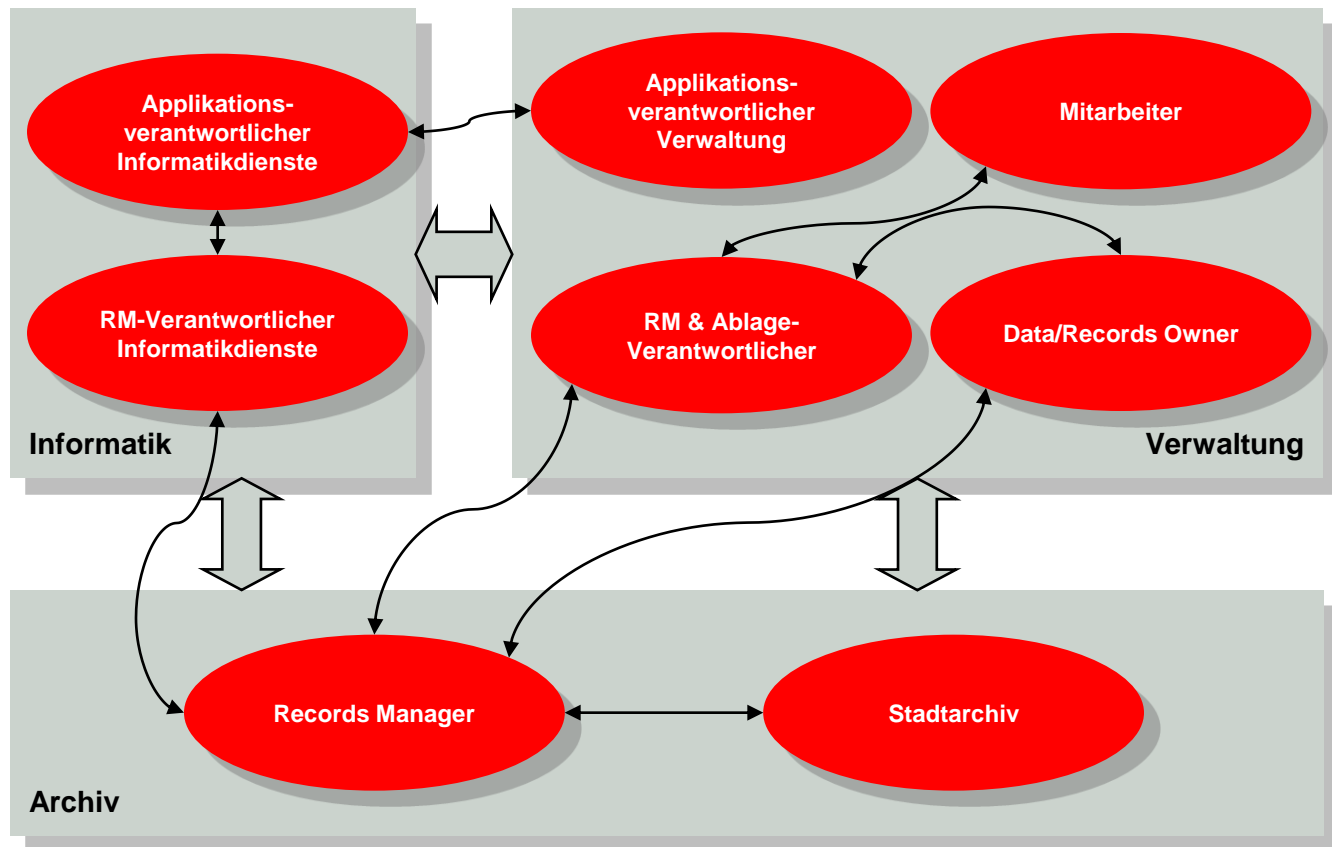 Applikations-
verantwortlicher
Informatikdienste
RM-Verantwortlicher
Informatikdienste
Informatik
Applikations-
verantwortlicher
Verwaltung
Mitarbeiter
RM & Ablage-
Verantwortlicher
Data/Records Owner
Verwaltung
Records Manager
Stadtarchiv
Archiv